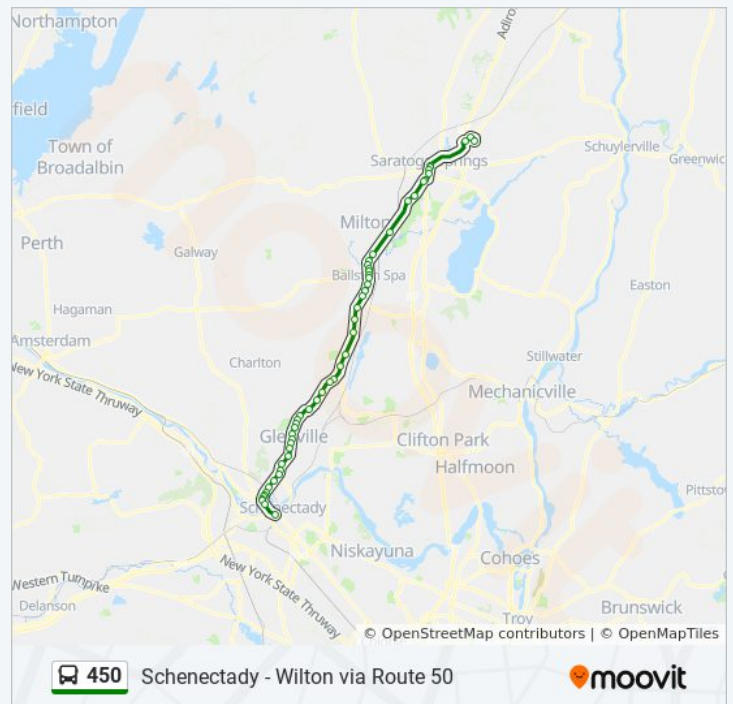 Northampton
Adiro
field
Town of
Broadalbin
Saratoga Springs
Schuylerville
Greenwic
Perth
Milton
Galway
Ballston Spa
Easton
Hagaman
Amsterdam
Charlton
Stillwater
New York State Thruway
Mechanicville
Glenville
Clifton Park
Halfmoon
Schenectady
Pittsto
Niskayuna
Cohoes
Western Turnpike
Delanson
New York State Thruway
Brunswick
Troy
© OpenStreetMap contributors | © OpenMapTiles
450 Schenectady - Wilton via Route 50
moovit